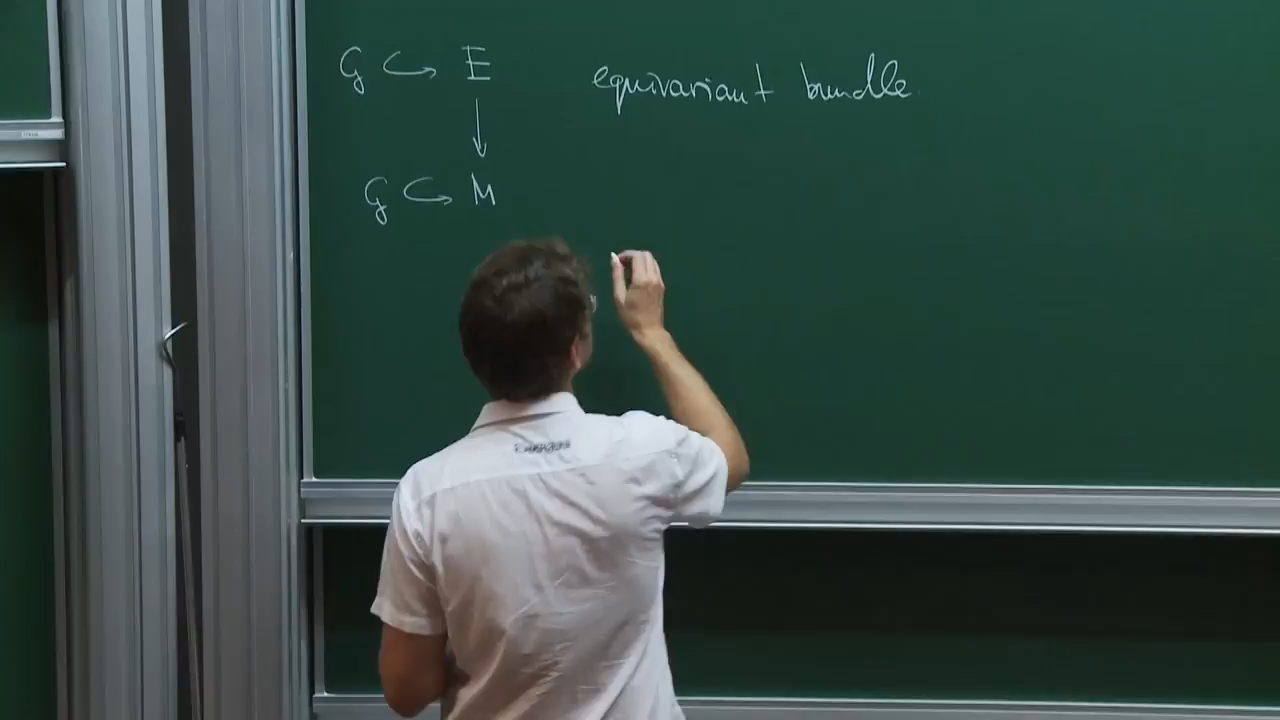 G ↪ E equivariant bundle
↓
G ↪ M